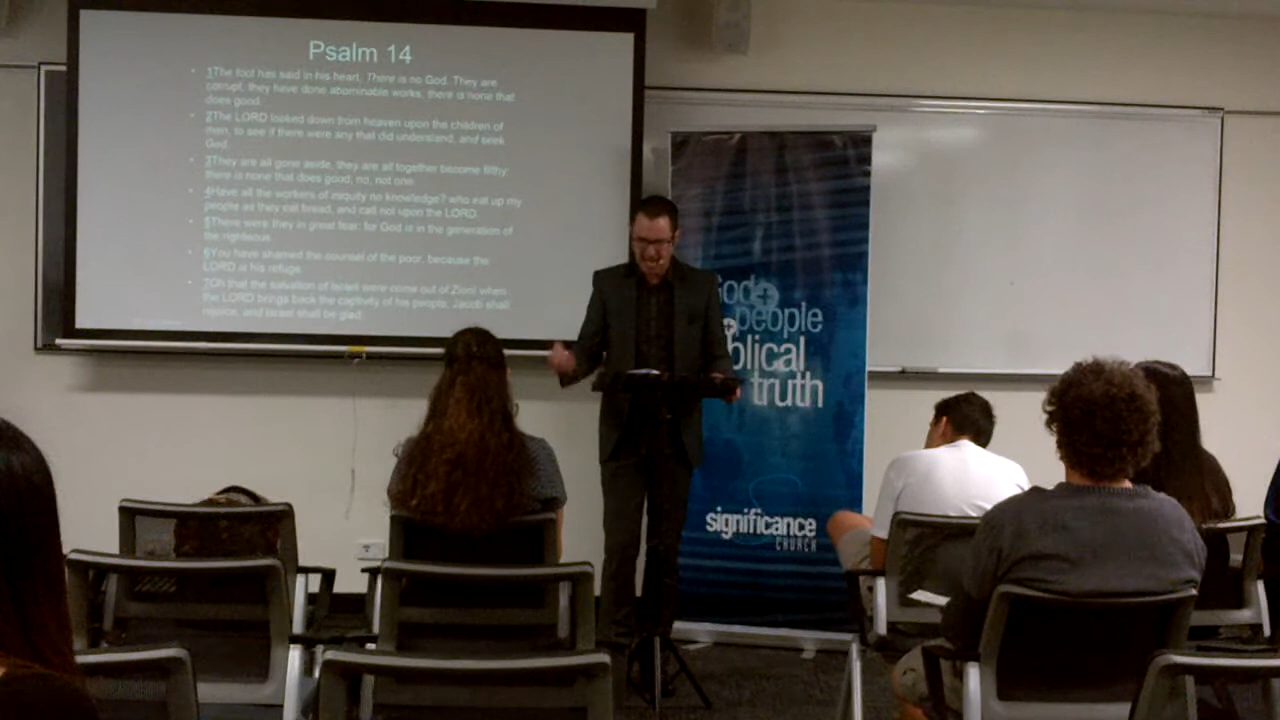 Psalm 14
1The fool has said in his heart, There is no God. They are
corrupt, they have done abominable works, there is none that
does good.
2The LORD looked down from heaven upon the children of
men, to see if there were any that did understand, and seek
God.
3They are all gone aside, they are all together become filthy:
there is none that does good, no, not one.
4Have all the workers of iniquity no knowledge? who eat up my
people as they eat bread, and call not upon the LORD.
5There were they in great fear: for God is in the generation of
the righteous.
6You have shamed the counsel of the poor, because the
LORD is his refuge.
7Oh that the salvation of Israel were come out of Zion! when
the LORD brings back the captivity of his people, Jacob shall
rejoice, and Israel shall be glad.
God +
+ people
blical
truth
significance
CHURCH